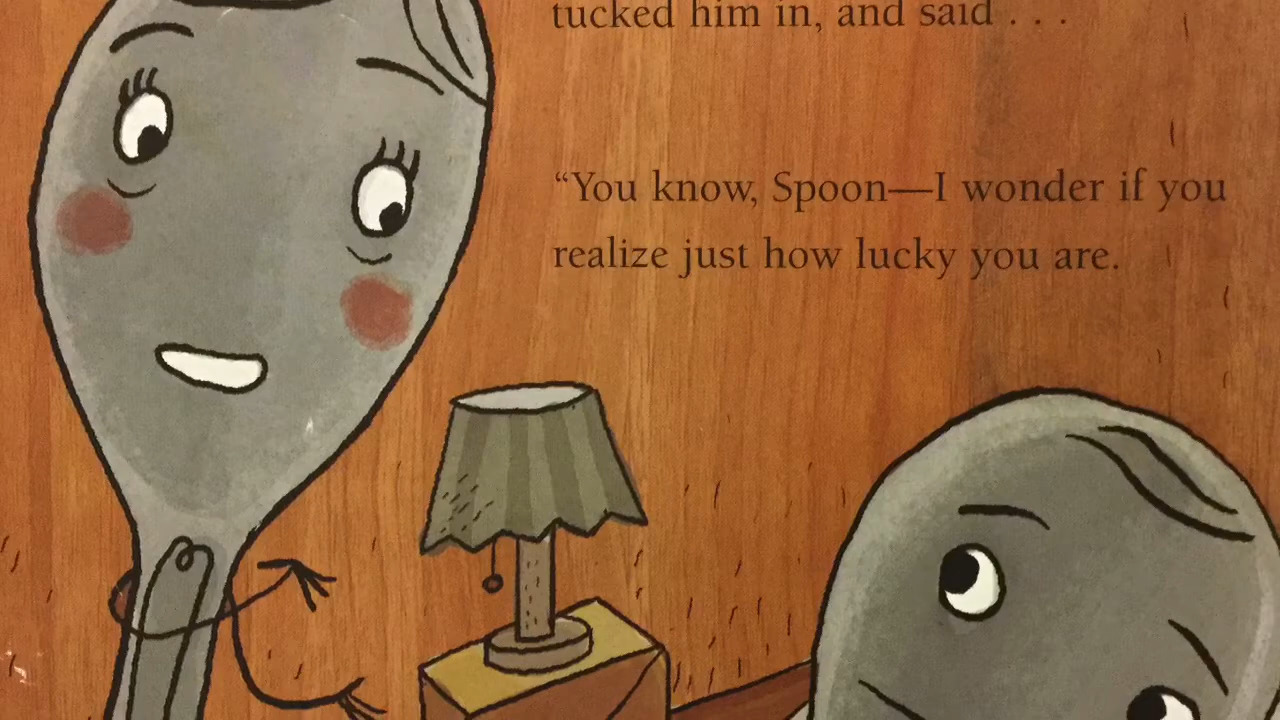 tucked him in, and said . . .
“You know, Spoon—I wonder if you
realize just how lucky you are.